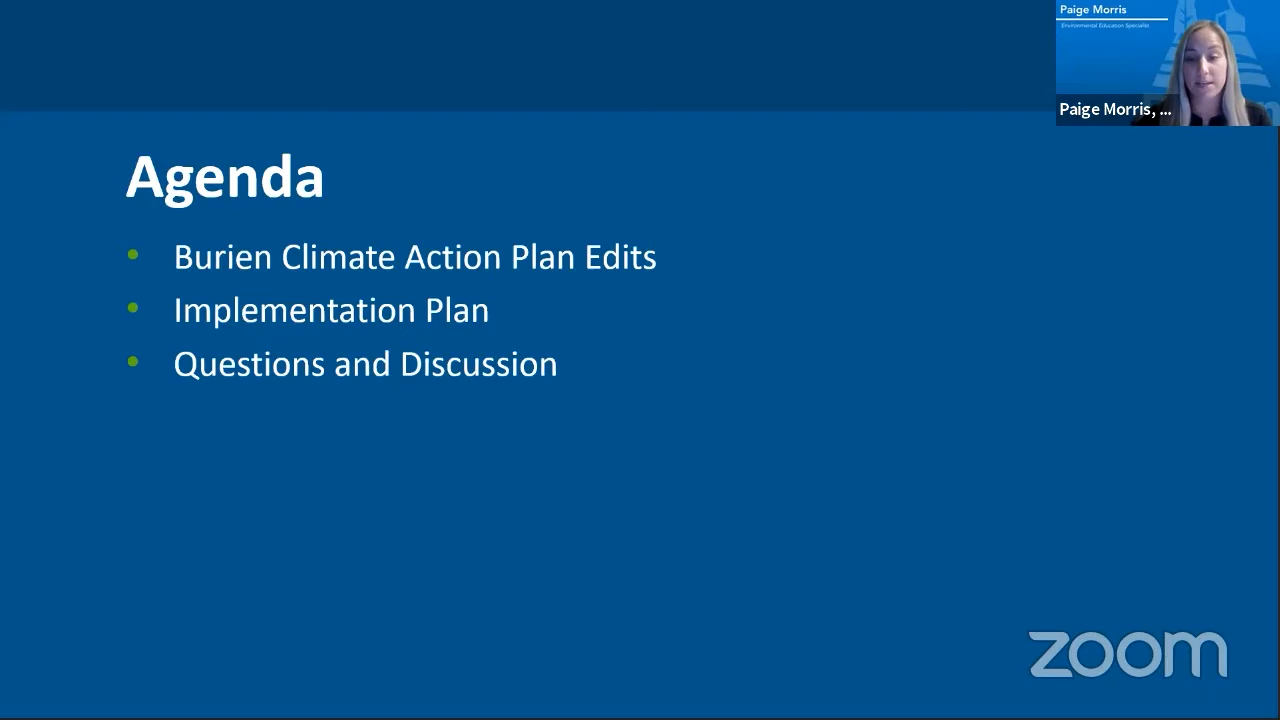 Paige Morris
Environmental Education Specialist
Paige Morris, ...
Agenda
• Burien Climate Action Plan Edits
• Implementation Plan
• Questions and Discussion
zoom